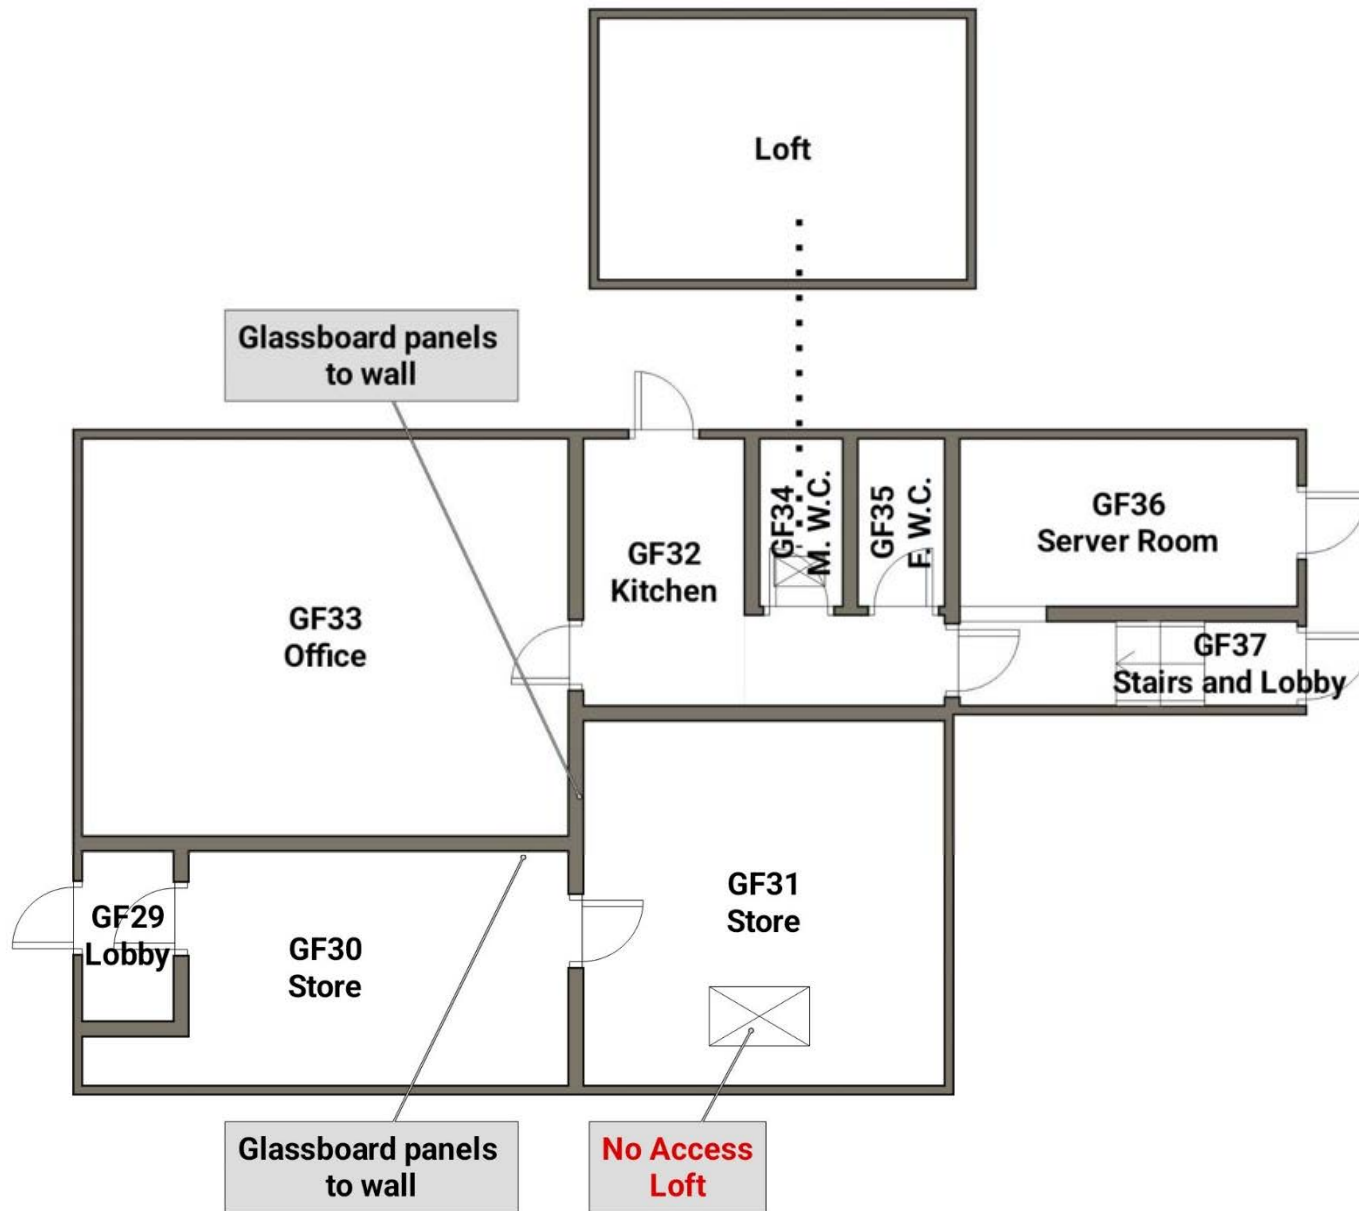 Loft
Glassboard panels
to wall
GF33
Office
GF32
Kitchen
GF34
M. W.C.
GF35
F. W.C.
GF36
Server Room
GF37
Stairs and Lobby
GF29
Lobby
GF30
Store
GF31
Store
Glassboard panels
to wall
No Access
Loft